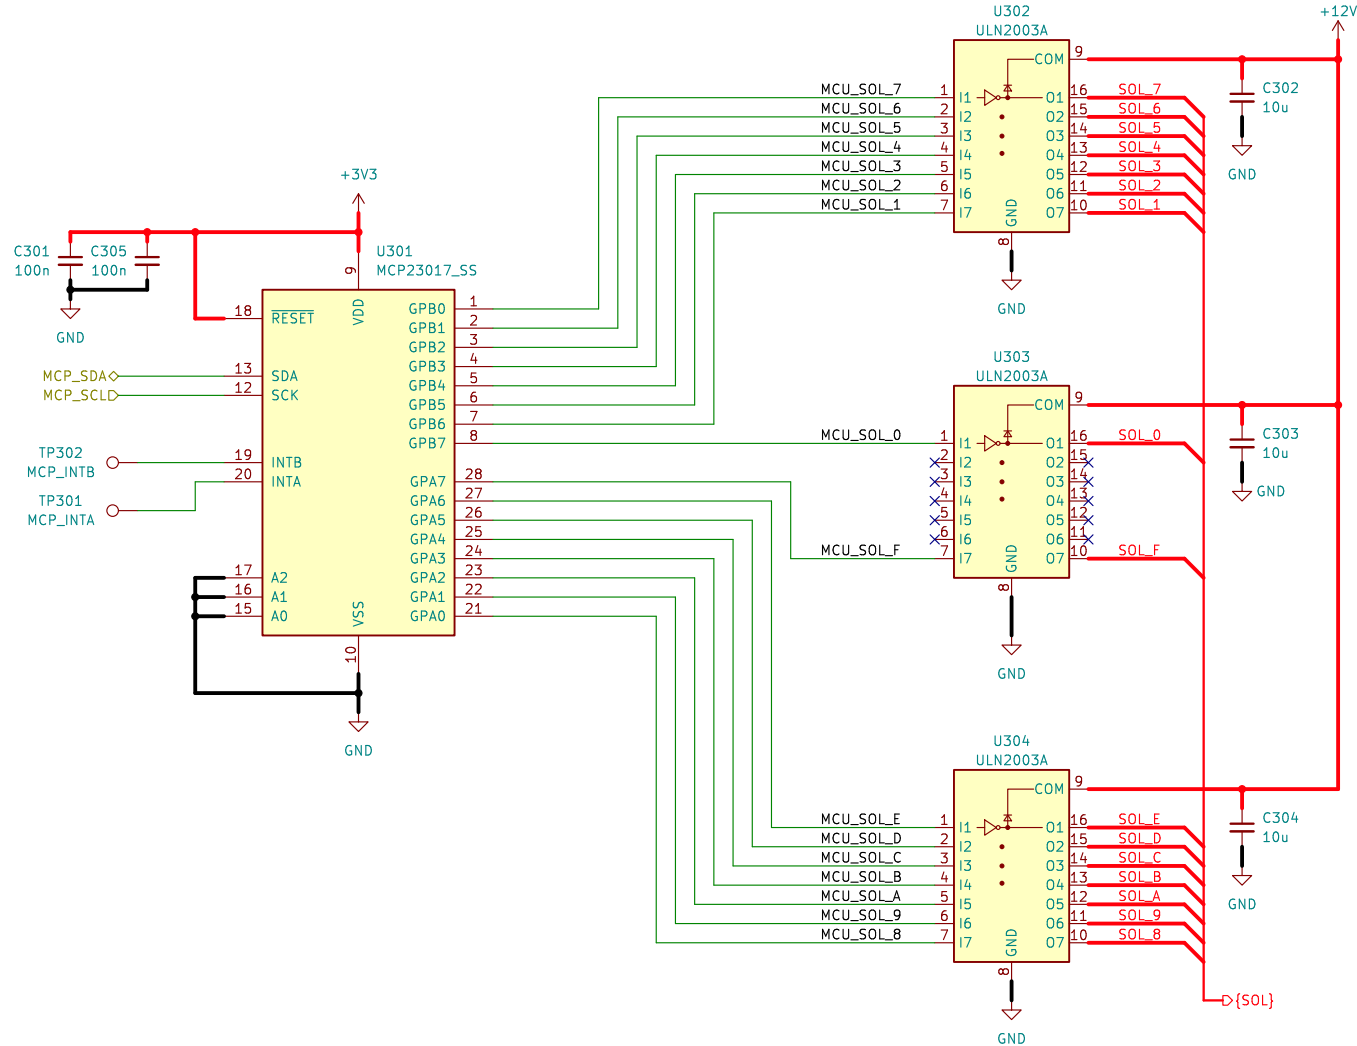 +3V3
C301
100n
C305
100n
GND
U301
MCP23017_SS
9
VDD
18
RESET
MCP_SDA
13
SDA
MCP_SCL
12
SCK
TP302
MCP_INTB
19
INTB
TP301
MCP_INTA
20
INTA
17
A2
16
A1
15
A0
VSS
10
GND
GPB0
1
GPB1
2
GPB2
3
GPB3
4
GPB4
5
GPB5
6
GPB6
7
GPB7
8
GPA7
28
GPA6
27
GPA5
26
GPA4
25
GPA3
24
GPA2
23
GPA1
22
GPA0
21
U302
ULN2003A
COM
9
MCU_SOL_7
1
I1
O1
16
SOL_7
MCU_SOL_6
2
I2
O2
15
SOL_6
MCU_SOL_5
3
I3
O3
14
SOL_5
MCU_SOL_4
4
I4
O4
13
SOL_4
MCU_SOL_3
5
I5
O5
12
SOL_3
MCU_SOL_2
6
I6
O6
11
SOL_2
MCU_SOL_1
7
I7
O7
10
SOL_1
GND
8
GND
+12V
C302
10u
GND
U303
ULN2003A
COM
9
MCU_SOL_0
1
I1
O1
16
SOL_0
2
I2
O2
15
3
I3
O3
14
4
I4
O4
13
5
I5
O5
12
6
I6
O6
11
MCU_SOL_F
7
I7
O7
10
SOL_F
GND
8
GND
C303
10u
GND
U304
ULN2003A
COM
9
MCU_SOL_E
1
I1
O1
16
SOL_E
MCU_SOL_D
2
I2
O2
15
SOL_D
MCU_SOL_C
3
I3
O3
14
SOL_C
MCU_SOL_B
4
I4
O4
13
SOL_B
MCU_SOL_A
5
I5
O5
12
SOL_A
MCU_SOL_9
6
I6
O6
11
SOL_9
MCU_SOL_8
7
I7
O7
10
SOL_8
GND
8
GND
C304
10u
GND
{SOL}